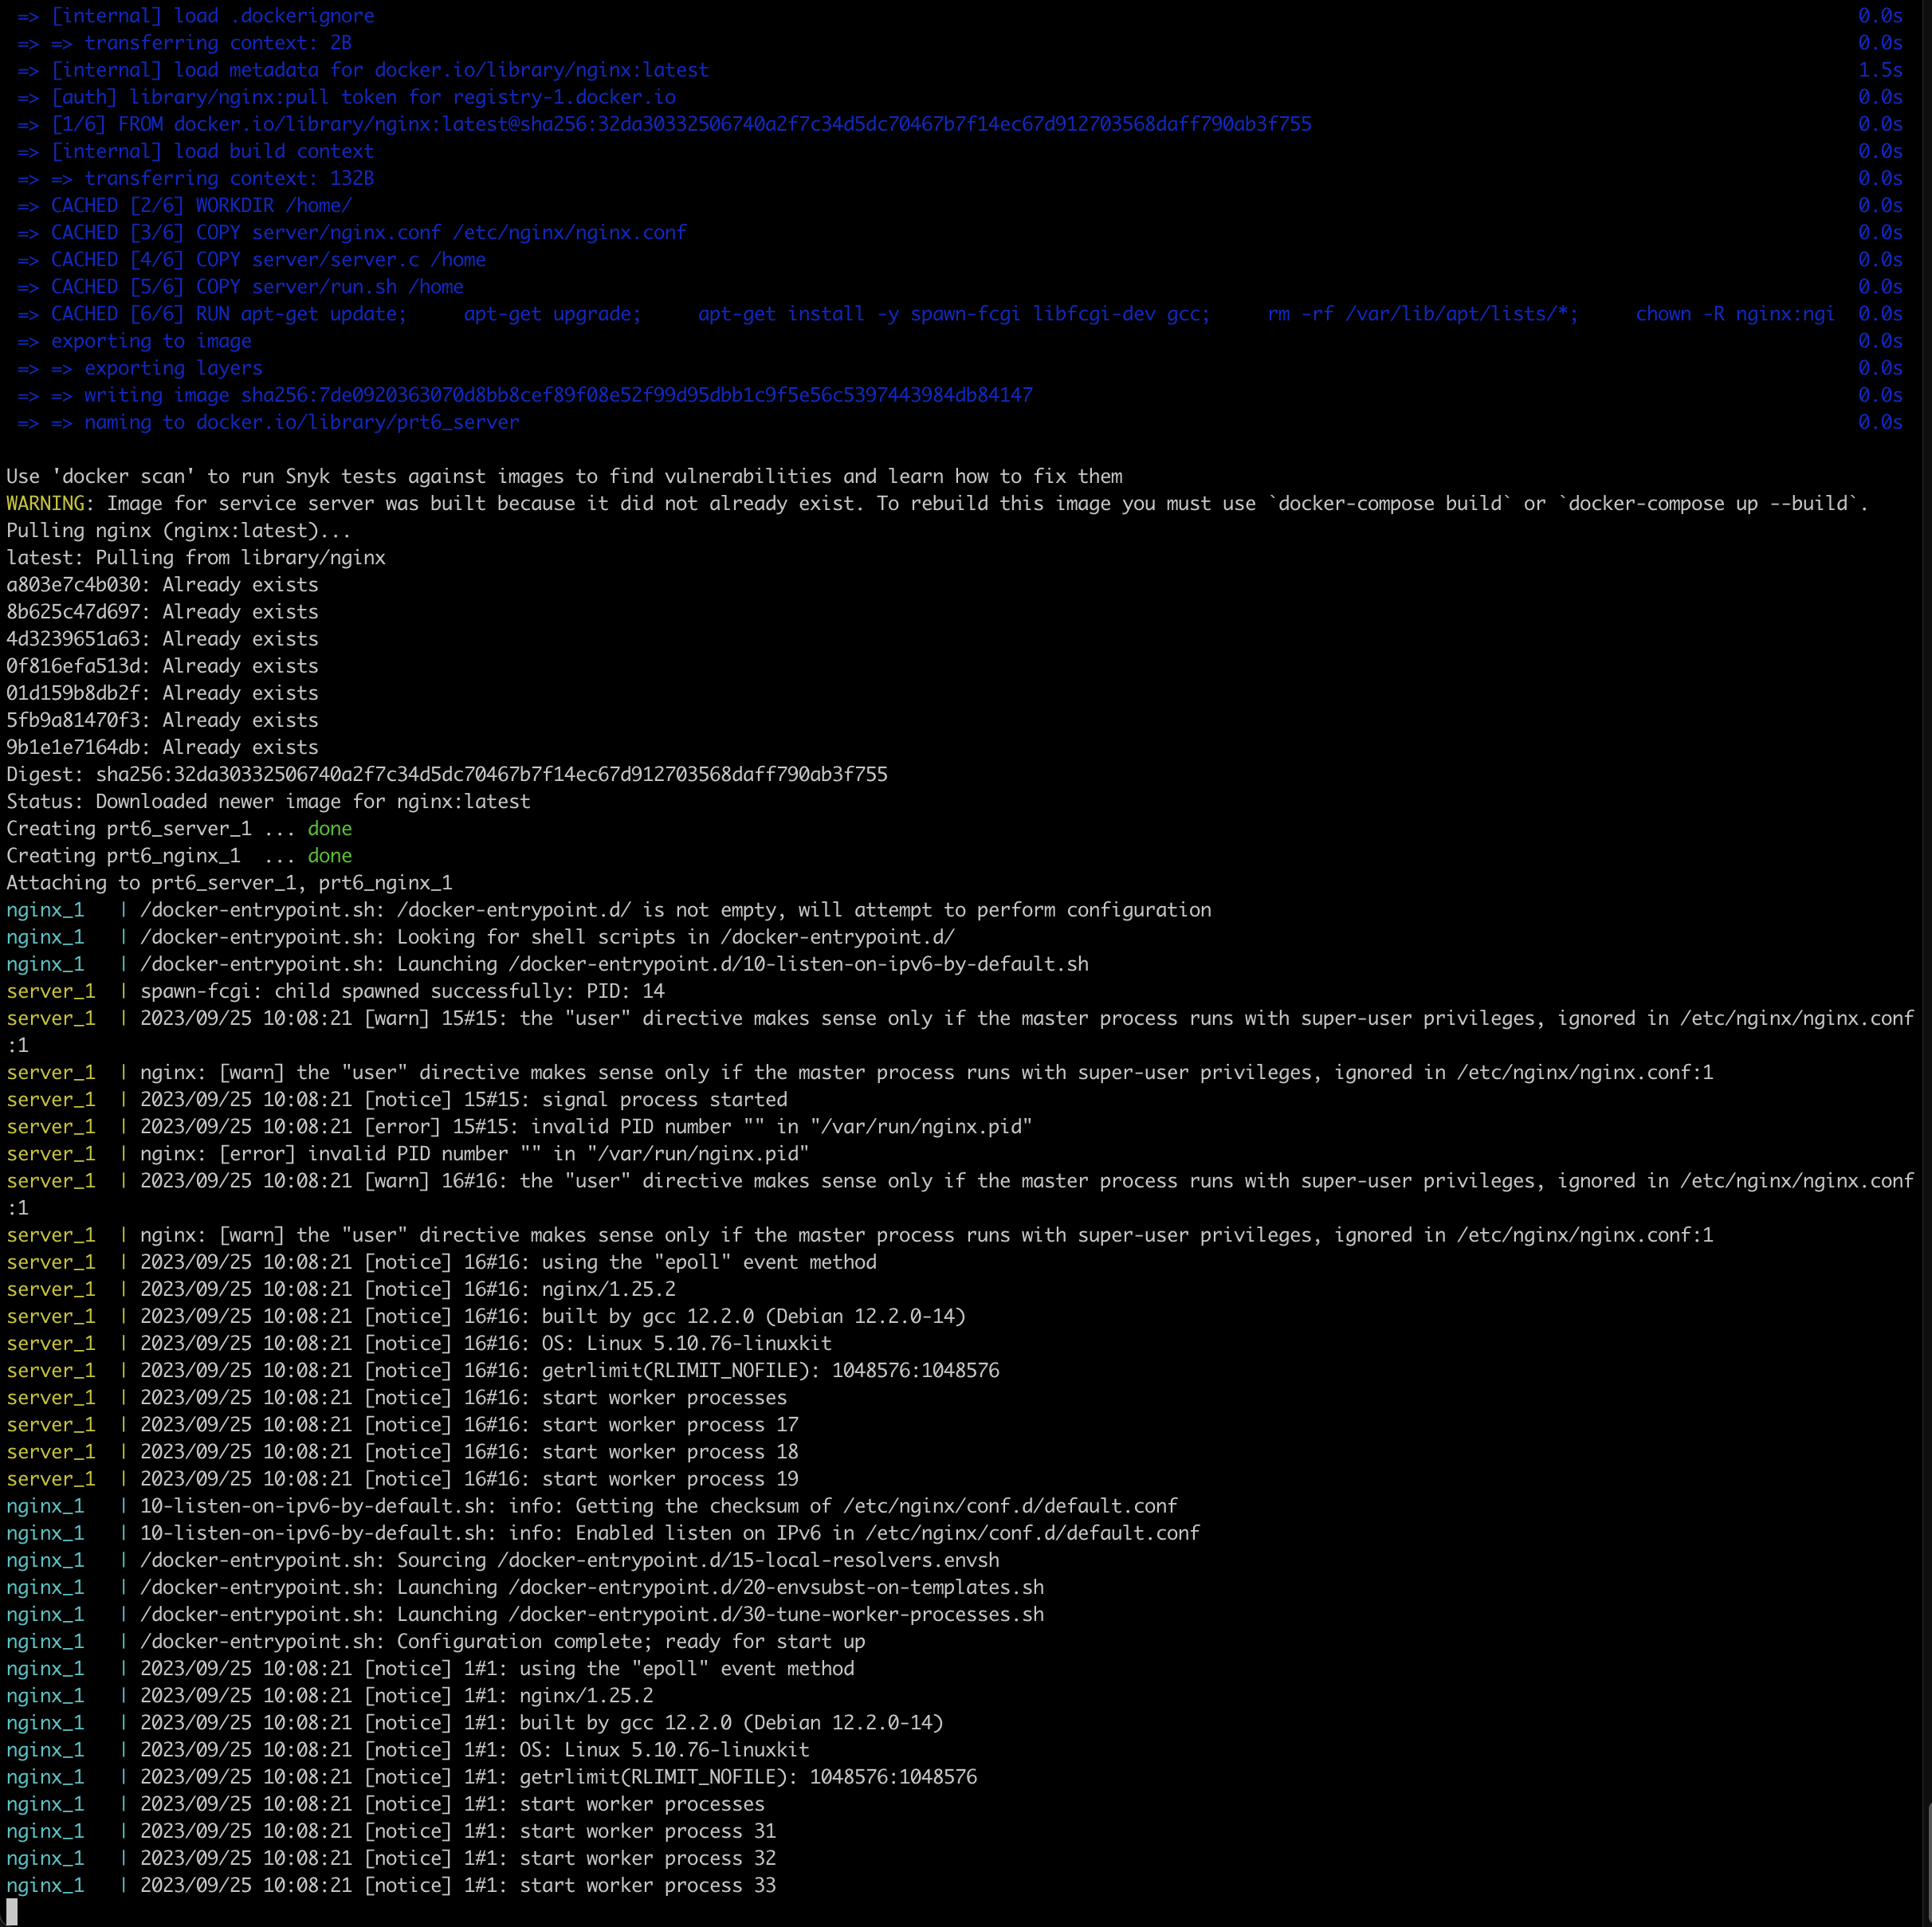 => [internal] load .dockerignore 0.0s
=> => transferring context: 2B 0.0s
=> [internal] load metadata for docker.io/library/nginx:latest 1.5s
=> [auth] library/nginx:pull token for registry-1.docker.io 0.0s
=> [1/6] FROM docker.io/library/nginx:latest@sha256:32da30332506740a2f7c34d5dc70467b7f14ec67d912703568daff790ab3f755 0.0s
=> [internal] load build context 0.0s
=> => transferring context: 132B 0.0s
=> CACHED [2/6] WORKDIR /home/ 0.0s
=> CACHED [3/6] COPY server/nginx.conf /etc/nginx/nginx.conf 0.0s
=> CACHED [4/6] COPY server/server.c /home 0.0s
=> CACHED [5/6] COPY server/run.sh /home 0.0s
=> CACHED [6/6] RUN apt-get update;     apt-get upgrade;     apt-get install -y spawn-fcgi libfcgi-dev gcc;     rm -rf /var/lib/apt/lists/*;     chown -R nginx:ngi 0.0s
=> exporting to image 0.0s
=> => exporting layers 0.0s
=> => writing image sha256:7de0920363070d8bb8cef89f08e52f99d95dbb1c9f5e56c5397443984db84147 0.0s
=> => naming to docker.io/library/prt6_server 0.0s
Use 'docker scan' to run Snyk tests against images to find vulnerabilities and learn how to fix them
WARNING: Image for service server was built because it did not already exist. To rebuild this image you must use `docker-compose build` or `docker-compose up --build`.
Pulling nginx (nginx:latest)...
latest: Pulling from library/nginx
a803e7c4b030: Already exists
8b625c47d697: Already exists
4d3239651a63: Already exists
0f816efa513d: Already exists
01d159b8db2f: Already exists
5fb9a81470f3: Already exists
9b1e1e7164db: Already exists
Digest: sha256:32da30332506740a2f7c34d5dc70467b7f14ec67d912703568daff790ab3f755
Status: Downloaded newer image for nginx:latest
Creating prt6_server_1 ... done
Creating prt6_nginx_1  ... done
Attaching to prt6_server_1, prt6_nginx_1
nginx_1   | /docker-entrypoint.sh: /docker-entrypoint.d/ is not empty, will attempt to perform configuration
nginx_1   | /docker-entrypoint.sh: Looking for shell scripts in /docker-entrypoint.d/
nginx_1   | /docker-entrypoint.sh: Launching /docker-entrypoint.d/10-listen-on-ipv6-by-default.sh
server_1  | spawn-fcgi: child spawned successfully: PID: 14
server_1  | 2023/09/25 10:08:21 [warn] 15#15: the "user" directive makes sense only if the master process runs with super-user privileges, ignored in /etc/nginx/nginx.conf
:1
server_1  | nginx: [warn] the "user" directive makes sense only if the master process runs with super-user privileges, ignored in /etc/nginx/nginx.conf:1
server_1  | 2023/09/25 10:08:21 [notice] 15#15: signal process started
server_1  | 2023/09/25 10:08:21 [error] 15#15: invalid PID number "" in "/var/run/nginx.pid"
server_1  | nginx: [error] invalid PID number "" in "/var/run/nginx.pid"
server_1  | 2023/09/25 10:08:21 [warn] 16#16: the "user" directive makes sense only if the master process runs with super-user privileges, ignored in /etc/nginx/nginx.conf
:1
server_1  | nginx: [warn] the "user" directive makes sense only if the master process runs with super-user privileges, ignored in /etc/nginx/nginx.conf:1
server_1  | 2023/09/25 10:08:21 [notice] 16#16: using the "epoll" event method
server_1  | 2023/09/25 10:08:21 [notice] 16#16: nginx/1.25.2
server_1  | 2023/09/25 10:08:21 [notice] 16#16: built by gcc 12.2.0 (Debian 12.2.0-14)
server_1  | 2023/09/25 10:08:21 [notice] 16#16: OS: Linux 5.10.76-linuxkit
server_1  | 2023/09/25 10:08:21 [notice] 16#16: getrlimit(RLIMIT_NOFILE): 1048576:1048576
server_1  | 2023/09/25 10:08:21 [notice] 16#16: start worker processes
server_1  | 2023/09/25 10:08:21 [notice] 16#16: start worker process 17
server_1  | 2023/09/25 10:08:21 [notice] 16#16: start worker process 18
server_1  | 2023/09/25 10:08:21 [notice] 16#16: start worker process 19
nginx_1   | 10-listen-on-ipv6-by-default.sh: info: Getting the checksum of /etc/nginx/conf.d/default.conf
nginx_1   | 10-listen-on-ipv6-by-default.sh: info: Enabled listen on IPv6 in /etc/nginx/conf.d/default.conf
nginx_1   | /docker-entrypoint.sh: Sourcing /docker-entrypoint.d/15-local-resolvers.envsh
nginx_1   | /docker-entrypoint.sh: Launching /docker-entrypoint.d/20-envsubst-on-templates.sh
nginx_1   | /docker-entrypoint.sh: Launching /docker-entrypoint.d/30-tune-worker-processes.sh
nginx_1   | /docker-entrypoint.sh: Configuration complete; ready for start up
nginx_1   | 2023/09/25 10:08:21 [notice] 1#1: using the "epoll" event method
nginx_1   | 2023/09/25 10:08:21 [notice] 1#1: nginx/1.25.2
nginx_1   | 2023/09/25 10:08:21 [notice] 1#1: built by gcc 12.2.0 (Debian 12.2.0-14)
nginx_1   | 2023/09/25 10:08:21 [notice] 1#1: OS: Linux 5.10.76-linuxkit
nginx_1   | 2023/09/25 10:08:21 [notice] 1#1: getrlimit(RLIMIT_NOFILE): 1048576:1048576
nginx_1   | 2023/09/25 10:08:21 [notice] 1#1: start worker processes
nginx_1   | 2023/09/25 10:08:21 [notice] 1#1: start worker process 31
nginx_1   | 2023/09/25 10:08:21 [notice] 1#1: start worker process 32
nginx_1   | 2023/09/25 10:08:21 [notice] 1#1: start worker process 33